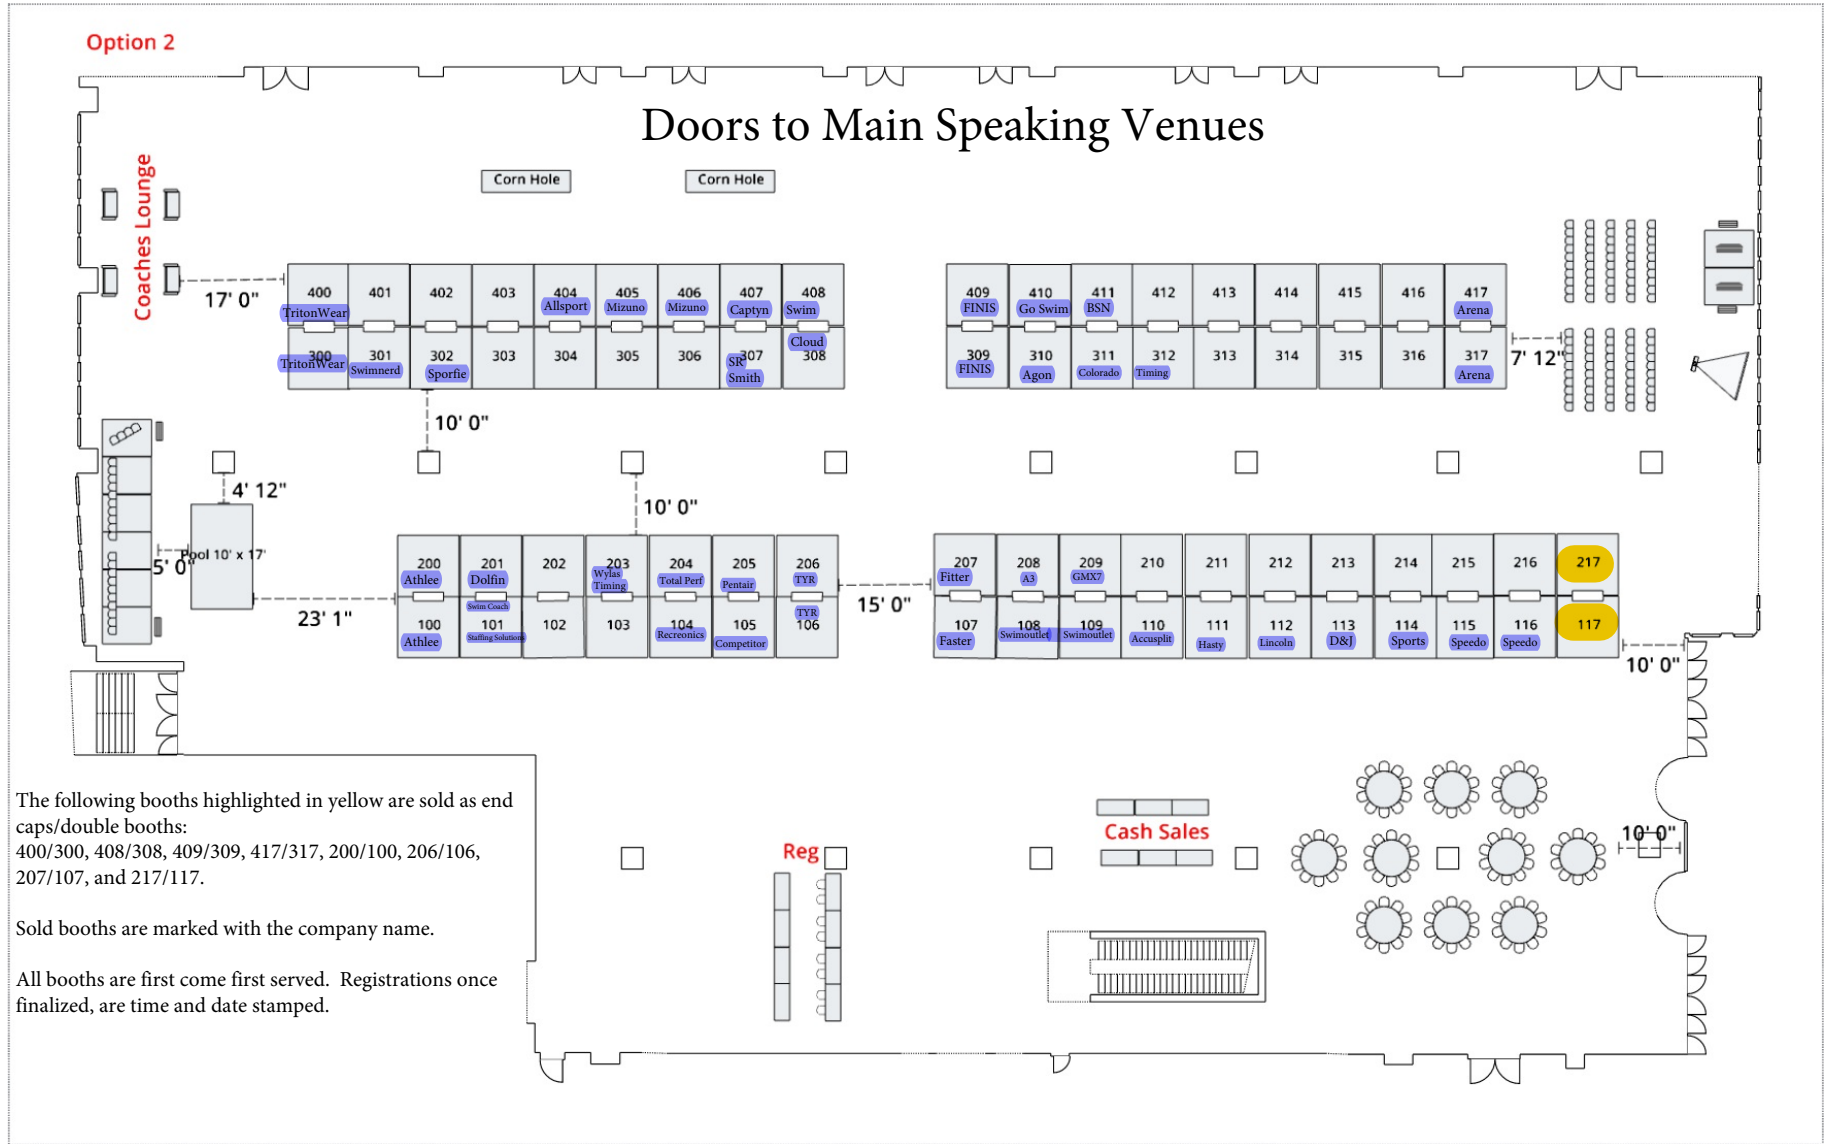 Option 2
Doors to Main Speaking Venues
Corn Hole
Corn Hole
Coaches Lounge
17' 0"
400 401 402 403 404 405 406 407 408
TritonWear Allsport Mizuno Mizuno Captyn Swim
Cloud
300 301 302 303 304 305 306 307 308
TritonWear Swimnerd Sporfie SR
Smith
409 410 411 412 413 414 415 416 417
FINIS Go Swim BSN Arena
309 310 311 312 313 314 315 316 317
FINIS Agon Colorado Timing Arena
7' 12"
10' 0"
4' 12"
10' 0"
Pool 10' x 17'
5' 0"
23' 1"
200 201 202 203 204 205 206
Athlee Dolfin Wylas
Timing Total Perf Pentair TYR
Swim Coach TYR
100 101 102 103 104 105 106
Athlee Staffing Solutions Recreonics Competitor
15' 0"
207 208 209 210 211 212 213 214 215 216 217
Fitter A3 GMX7
107 108 109 110 111 112 113 114 115 116 117
Faster Swimoutlet Swimoutlet Accusplit Hasty Lincoln D&J Sports Speedo Speedo
10' 0"
The following booths highlighted in yellow are sold as end
caps/double booths:
400/300, 408/308, 409/309, 417/317, 200/100, 206/106,
207/107, and 217/117.
Sold booths are marked with the company name.
All booths are first come first served. Registrations once
finalized, are time and date stamped.
Reg
Cash Sales
10' 0"